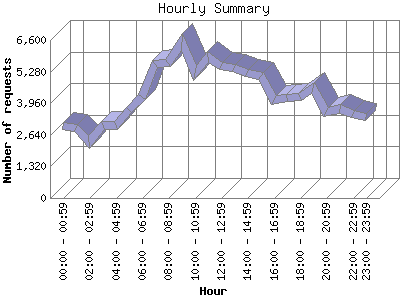 Hourly Summary
Number of requests
6,600
5,280
3,960
2,640
1,320
0
00:00 - 00:59
02:00 - 02:59
04:00 - 04:59
06:00 - 06:59
08:00 - 08:59
10:00 - 10:59
12:00 - 12:59
14:00 - 14:59
16:00 - 16:59
18:00 - 18:59
20:00 - 20:59
22:00 - 22:59
23:00 - 23:59
Hour